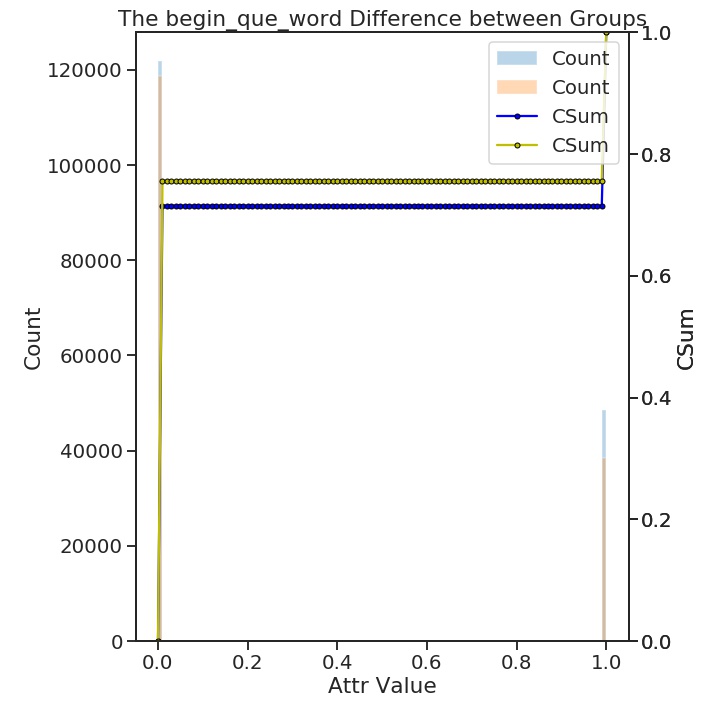 The begin_que_word Difference between Groups
Count
Count
CSum
CSum
120000
100000
80000
60000
40000
20000
0
1.0
0.8
0.6
0.4
0.2
0.0
Count
CSum
0.0 0.2 0.4 0.6 0.8 1.0
Attr Value